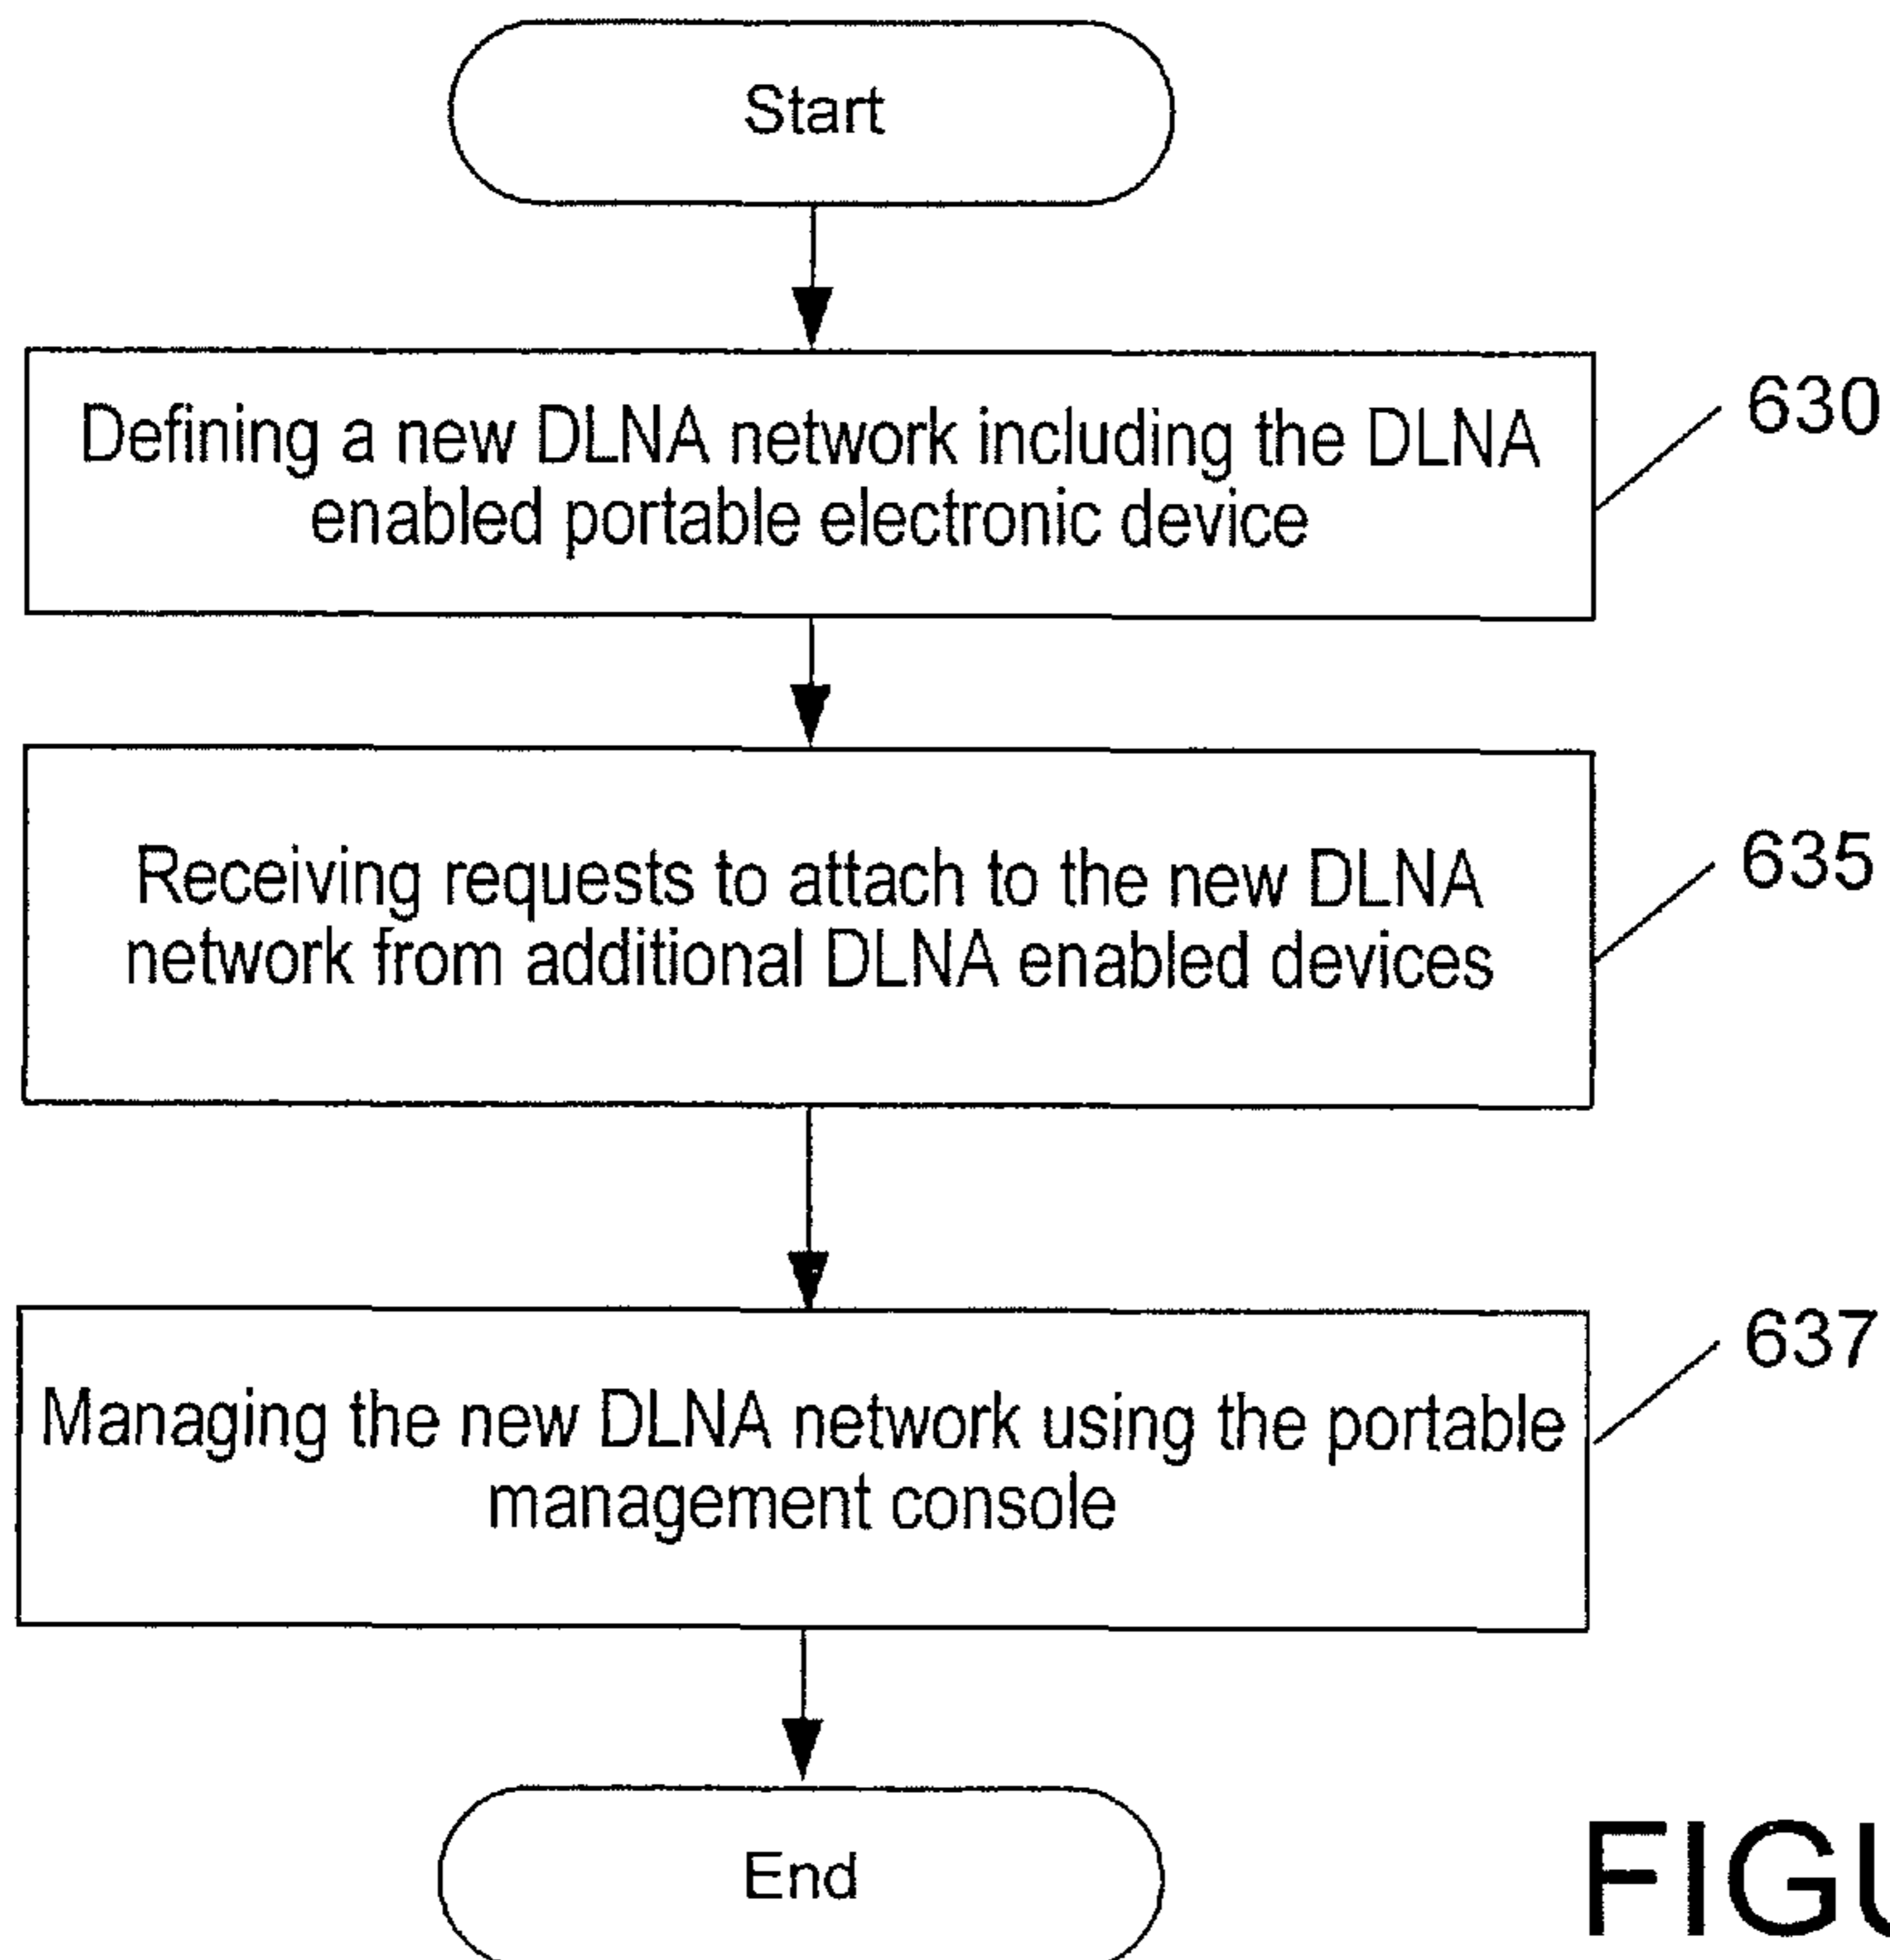 Start
Defining a new DLNA network including the DLNA
enabled portable electronic device
630
Receiving requests to attach to the new DLNA
network from additional DLNA enabled devices
635
Managing the new DLNA network using the portable
management console
637
End